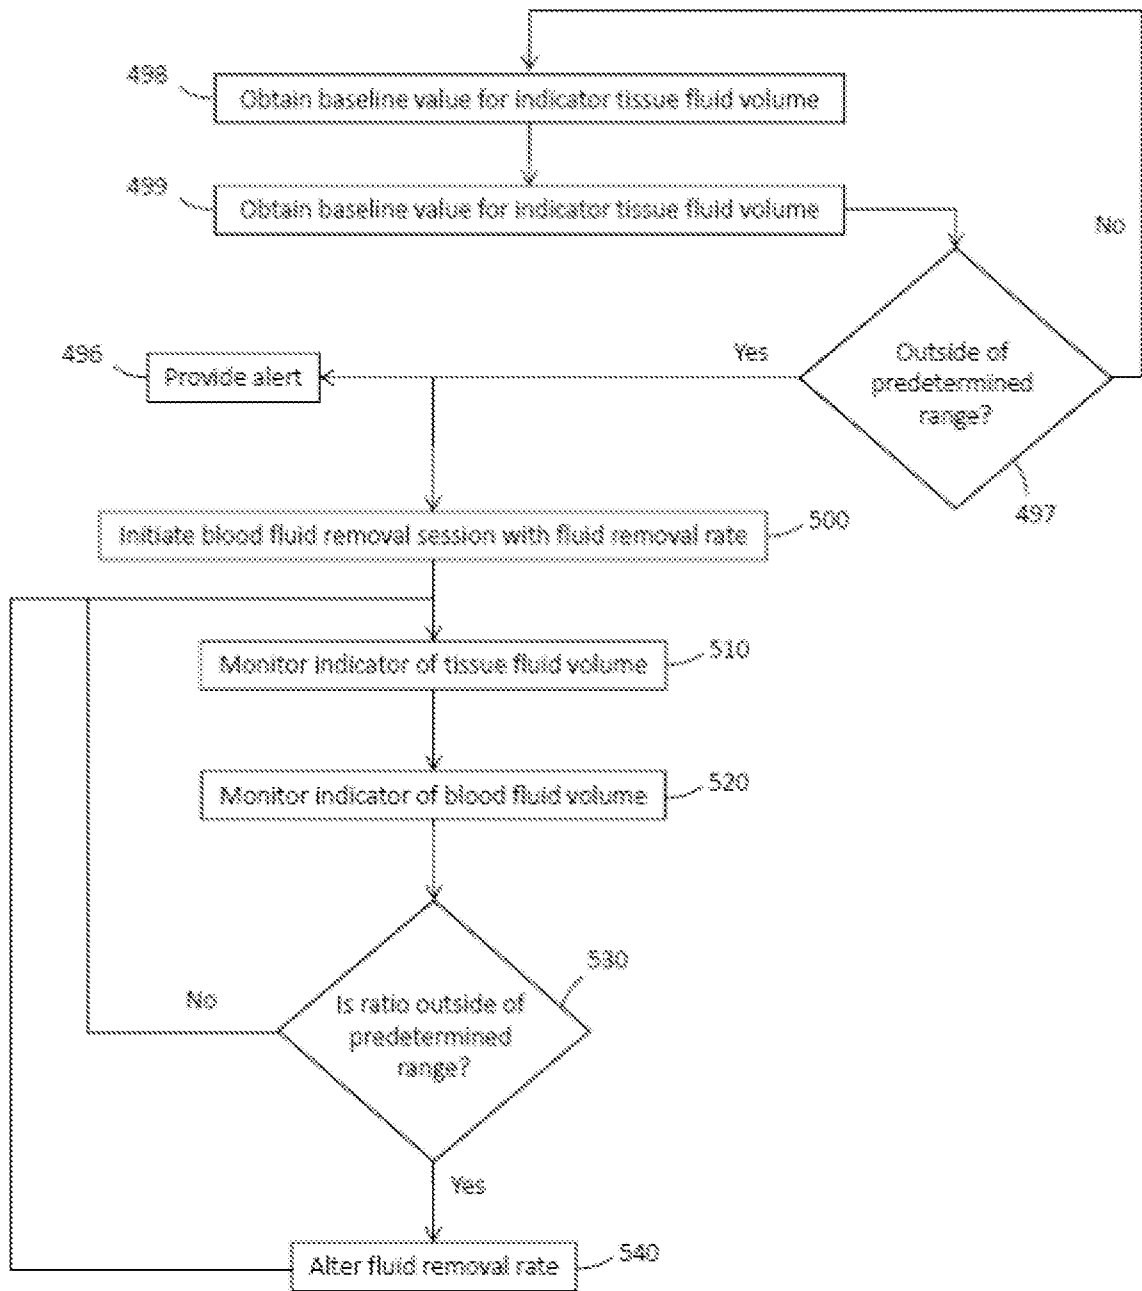 498
Obtain baseline value for indicator tissue fluid volume
499
Obtain baseline value for indicator tissue fluid volume
No
496
Provide alert
Yes
Outside of
predetermined
range?
497
Initiate blood fluid removal session with fluid removal rate
500
Monitor indicator of tissue fluid volume
510
Monitor indicator of blood fluid volume
520
530
No
Is ratio outside of
predetermined
range?
Yes
Alter fluid removal rate
540